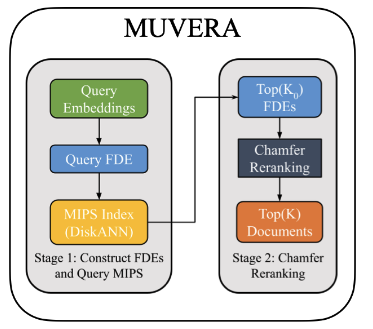 MUVERA
Query
Embeddings
Query FDE
MIPS Index
(DiskANN)
Stage 1: Construct FDEs
and Query MIPS
Top(K₀)
FDEs
Chamfer
Reranking
Top(K)
Documents
Stage 2: Chamfer
Reranking